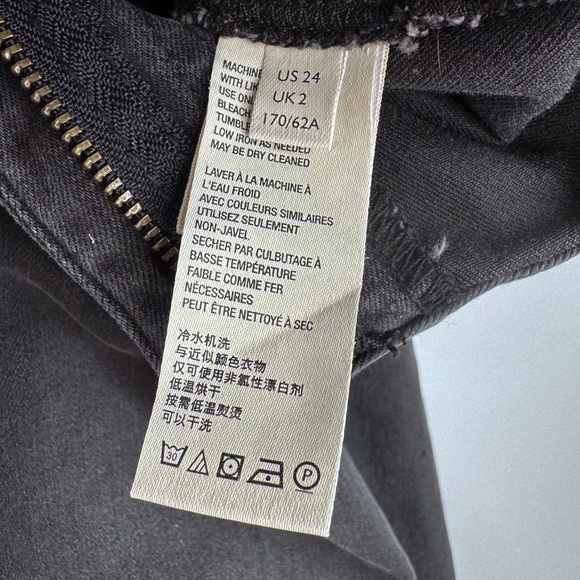 US 24
UK 2
170/62A
MACHINE
WITH
USE
BLEACH
TUMBLE
LOW IRON AS NEEDED
MAY BE DRY CLEANED
LAVER À LA MACHINE À
L'EAU FROID
AVEC COULEURS SIMILAIRES
UTILISEZ SEULEMENT
NON-JAVEL
SECHER PAR CULBUTAGE À
BASSE TEMPÉRATURE
FAIBLE COMME FER
NÉCESSAIRES
PEUT ÊTRE NETTOYÉ À SEC
冷水机洗
与近似颜色衣物
仅可使用非氯性漂白剂
低温烘干
按需低温熨烫
可以干洗
30
P